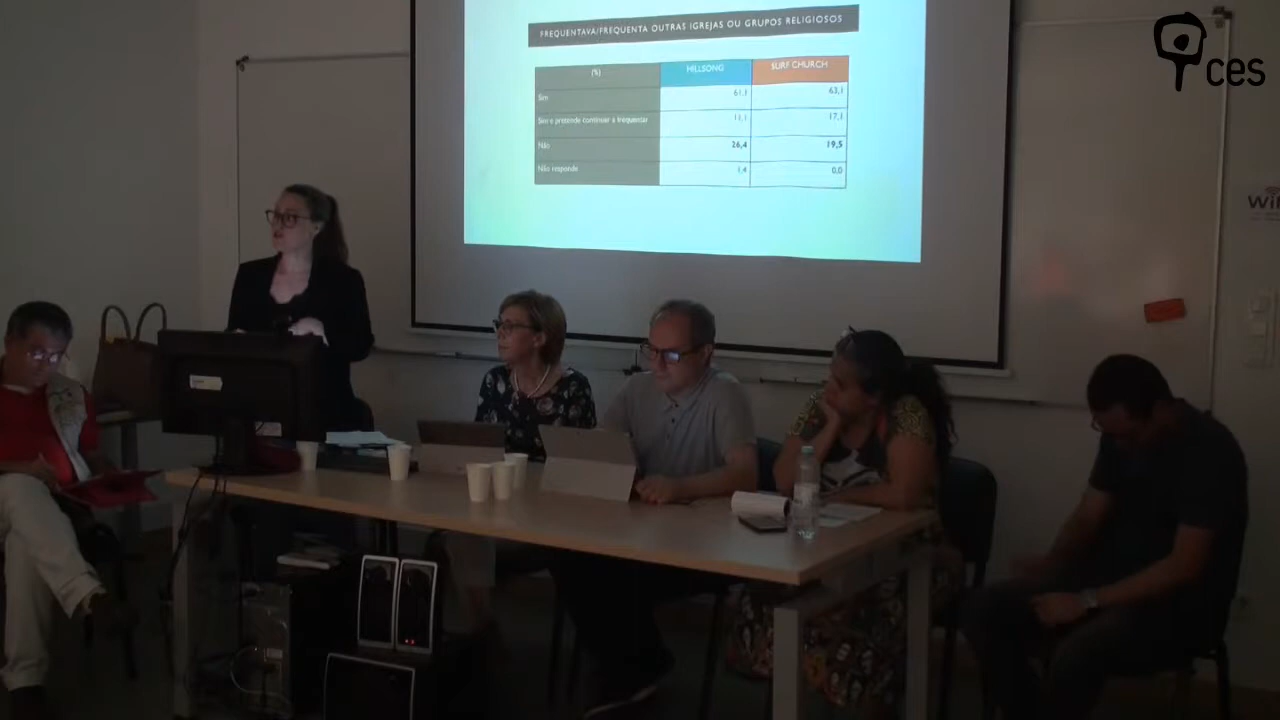 FREQUENTAVA/FREQUENTA OUTRAS IGREJAS OU GRUPOS RELIGIOSOS
(%) HILLSONG SURF CHURCH
Sim 61,1 63,1
Sim e pretende continuar a frequentar 11,1 17,1
Não 26,4 19,5
Não responde 1,4 0,0
ces